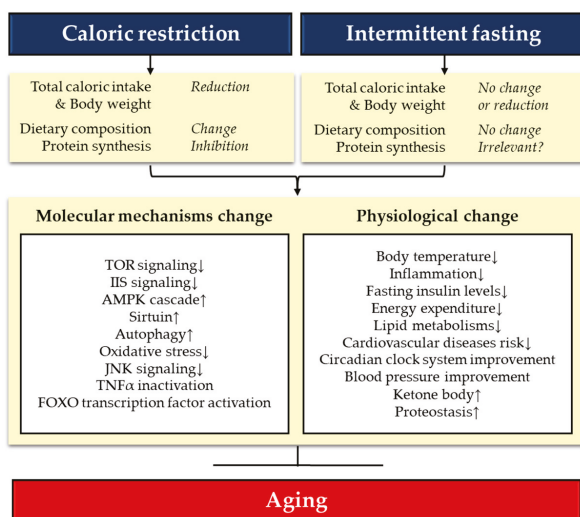 Caloric restriction
Intermittent fasting
Total caloric intake Reduction
& Body weight
Dietary composition Change
Protein synthesis Inhibition
Total caloric intake No change
& Body weight or reduction
Dietary composition No change
Protein synthesis Irrelevant?
Molecular mechanisms change
TOR signaling↓
IIS signaling↓
AMPK cascade↑
Sirtuin↑
Autophagy↑
Oxidative stress↓
JNK signaling↓
TNFα inactivation
FOXO transcription factor activation
Physiological change
Body temperature↓
Inflammation↓
Fasting insulin levels↓
Energy expenditure↓
Lipid metabolisms↓
Cardiovascular diseases risk↓
Circadian clock system improvement
Blood pressure improvement
Ketone body↑
Proteostasis↑
Aging